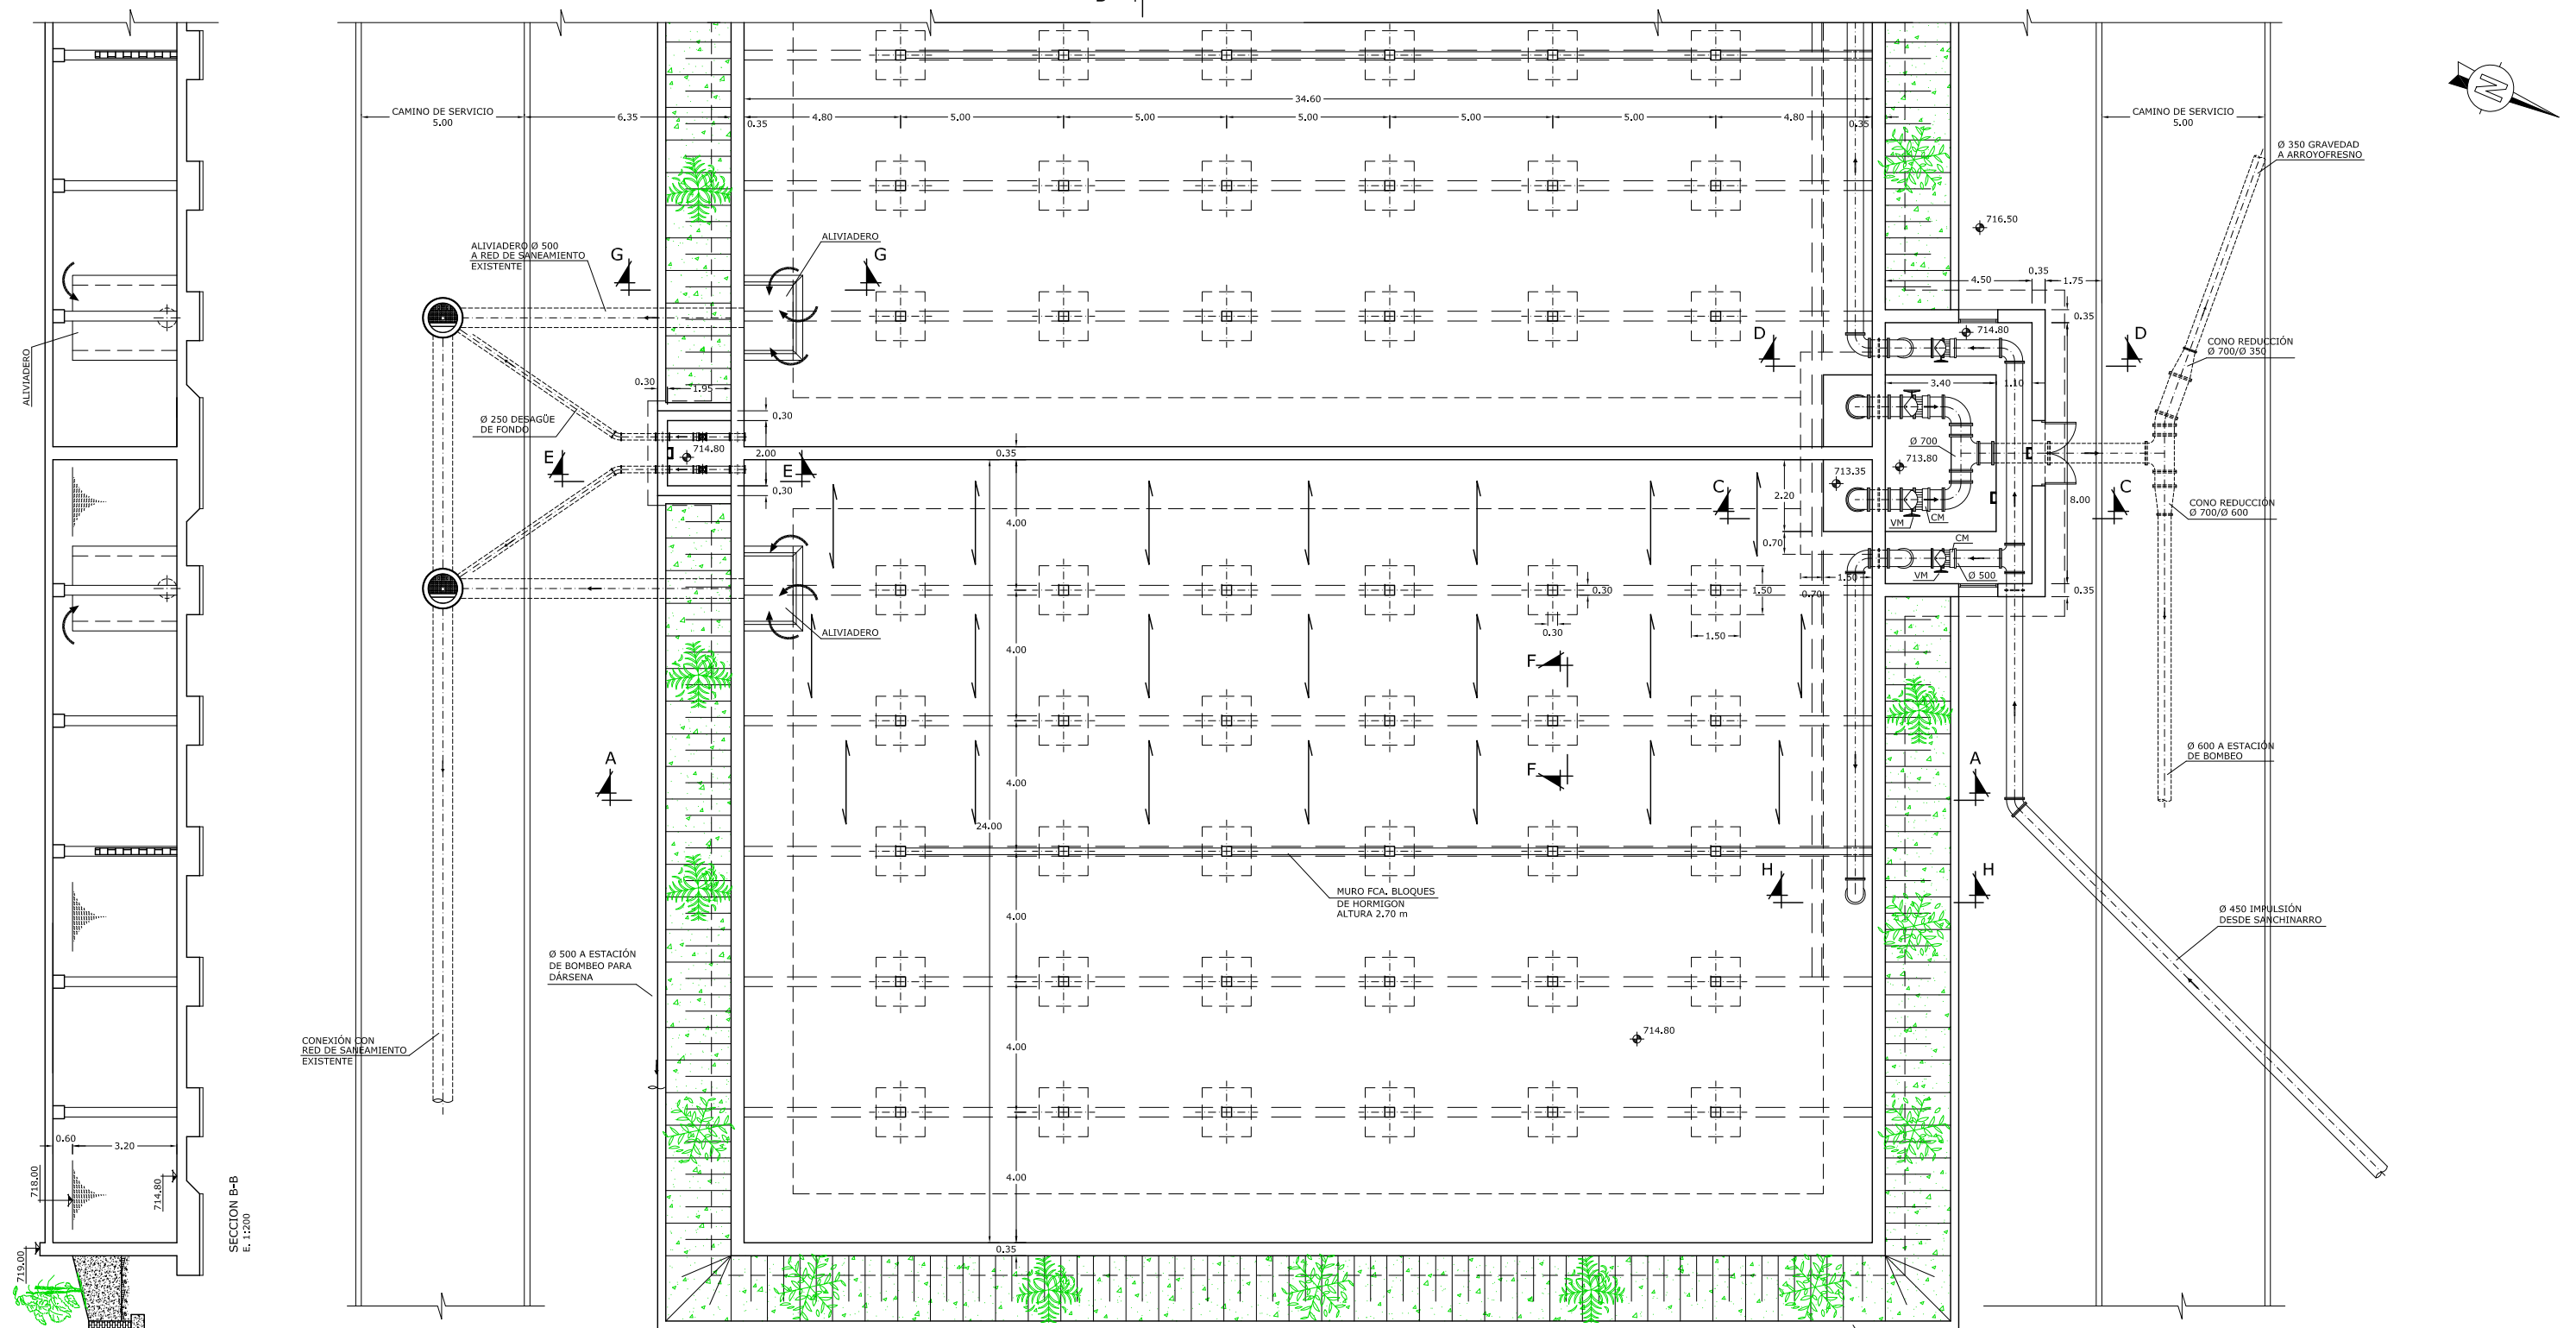 CAMINO DE SERVICIO
5.00
6.35
0.35
4.80
5.00
5.00
5.00
5.00
5.00
4.80
0.35
34.60
CAMINO DE SERVICIO
5.00
N
Ø 350 GRAVEDAD
A ARROYOFRESNO
716.50
ALIVIADERO Ø 500
A RED DE SANEAMIENTO
EXISTENTE
G
ALIVIADERO
G
4.50
0.35
1.75
0.35
ALIVIADERO
D
714.80
D
CONO REDUCCIÓN
Ø 700/Ø 350
0.30
1.95
0.30
3.40
1.10
Ø 250 DESAGÜE
DE FONDO
714.80
2.00
0.35
Ø 700
713.80
713.35
E
E
0.30
C
2.20
C
8.00
CONO REDUCCIÓN
Ø 700/Ø 600
VM
CM
4.00
0.70
CM
VM
Ø 500
1.50
0.70
0.30
1.50
0.35
0.30
1.50
ALIVIADERO
4.00
F
F
A
A
Ø 600 A ESTACIÓN
DE BOMBEO
4.00
24.00
MURO FCA. BLOQUES
DE HORMIGON
ALTURA 2.70 m
H
H
4.00
Ø 450 IMPULSIÓN
DESDE SANCHINARRO
Ø 500 A ESTACIÓN
DE BOMBEO PARA
DÁRSENA
CONEXIÓN CON
RED DE SANEAMIENTO
EXISTENTE
714.80
4.00
4.00
0.35
0.60
3.20
718.00
714.80
719.00
SECCION B-B
E. 1:200